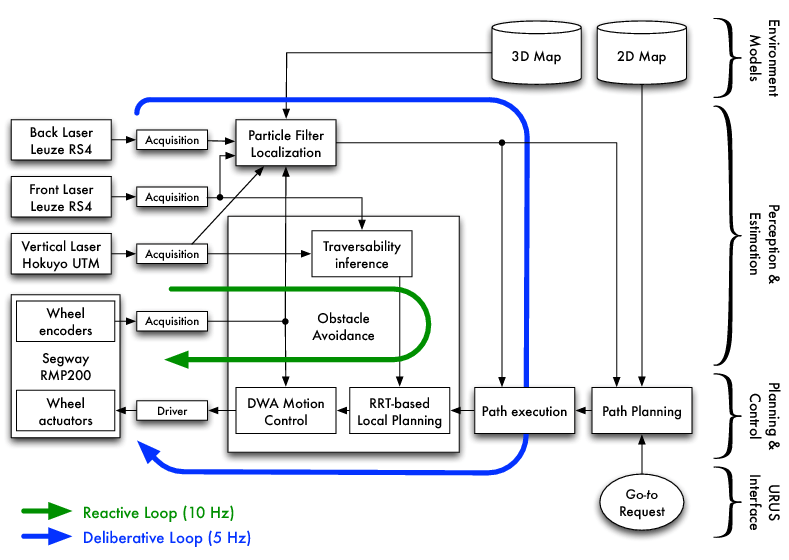 3D Map
2D Map
Environment
Models
Back Laser
Leuze RS4
Acquisition
Particle Filter
Localization
Front Laser
Leuze RS4
Acquisition
Vertical Laser
Hokuyo UTM
Acquisition
Traversability
inference
Perception &
Estimation
Wheel
encoders
Acquisition
Obstacle
Avoidance
Segway
RMP200
Wheel
actuators
Driver
DWA Motion
Control
RRT-based
Local Planning
Path execution
Path Planning
Planning &
Control
Go-to
Request
URUS
Interface
Reactive Loop (10 Hz)
Deliberative Loop (5 Hz)